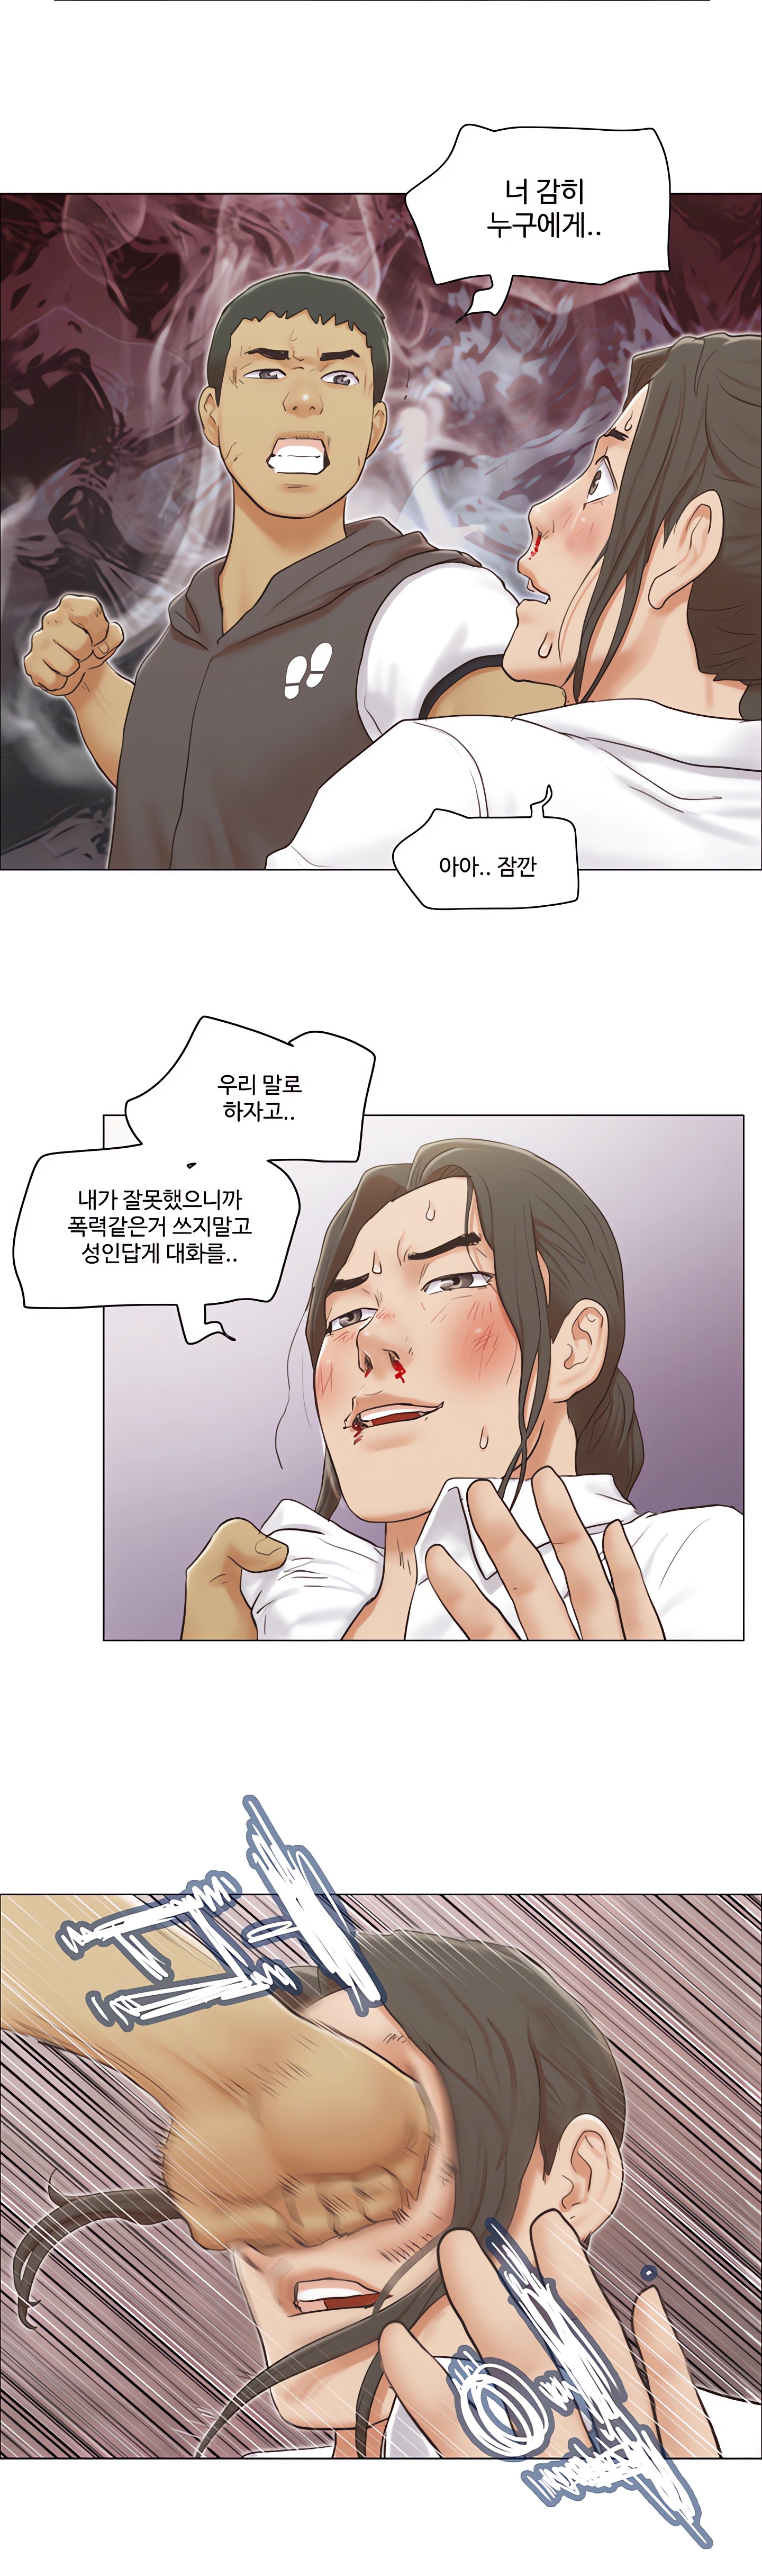 너 감히
누구에게..
아아.. 잠깐
우리 말로
하자고..
내가 잘못했으니까
폭력같은거 쓰지말고
성인답게 대화를..